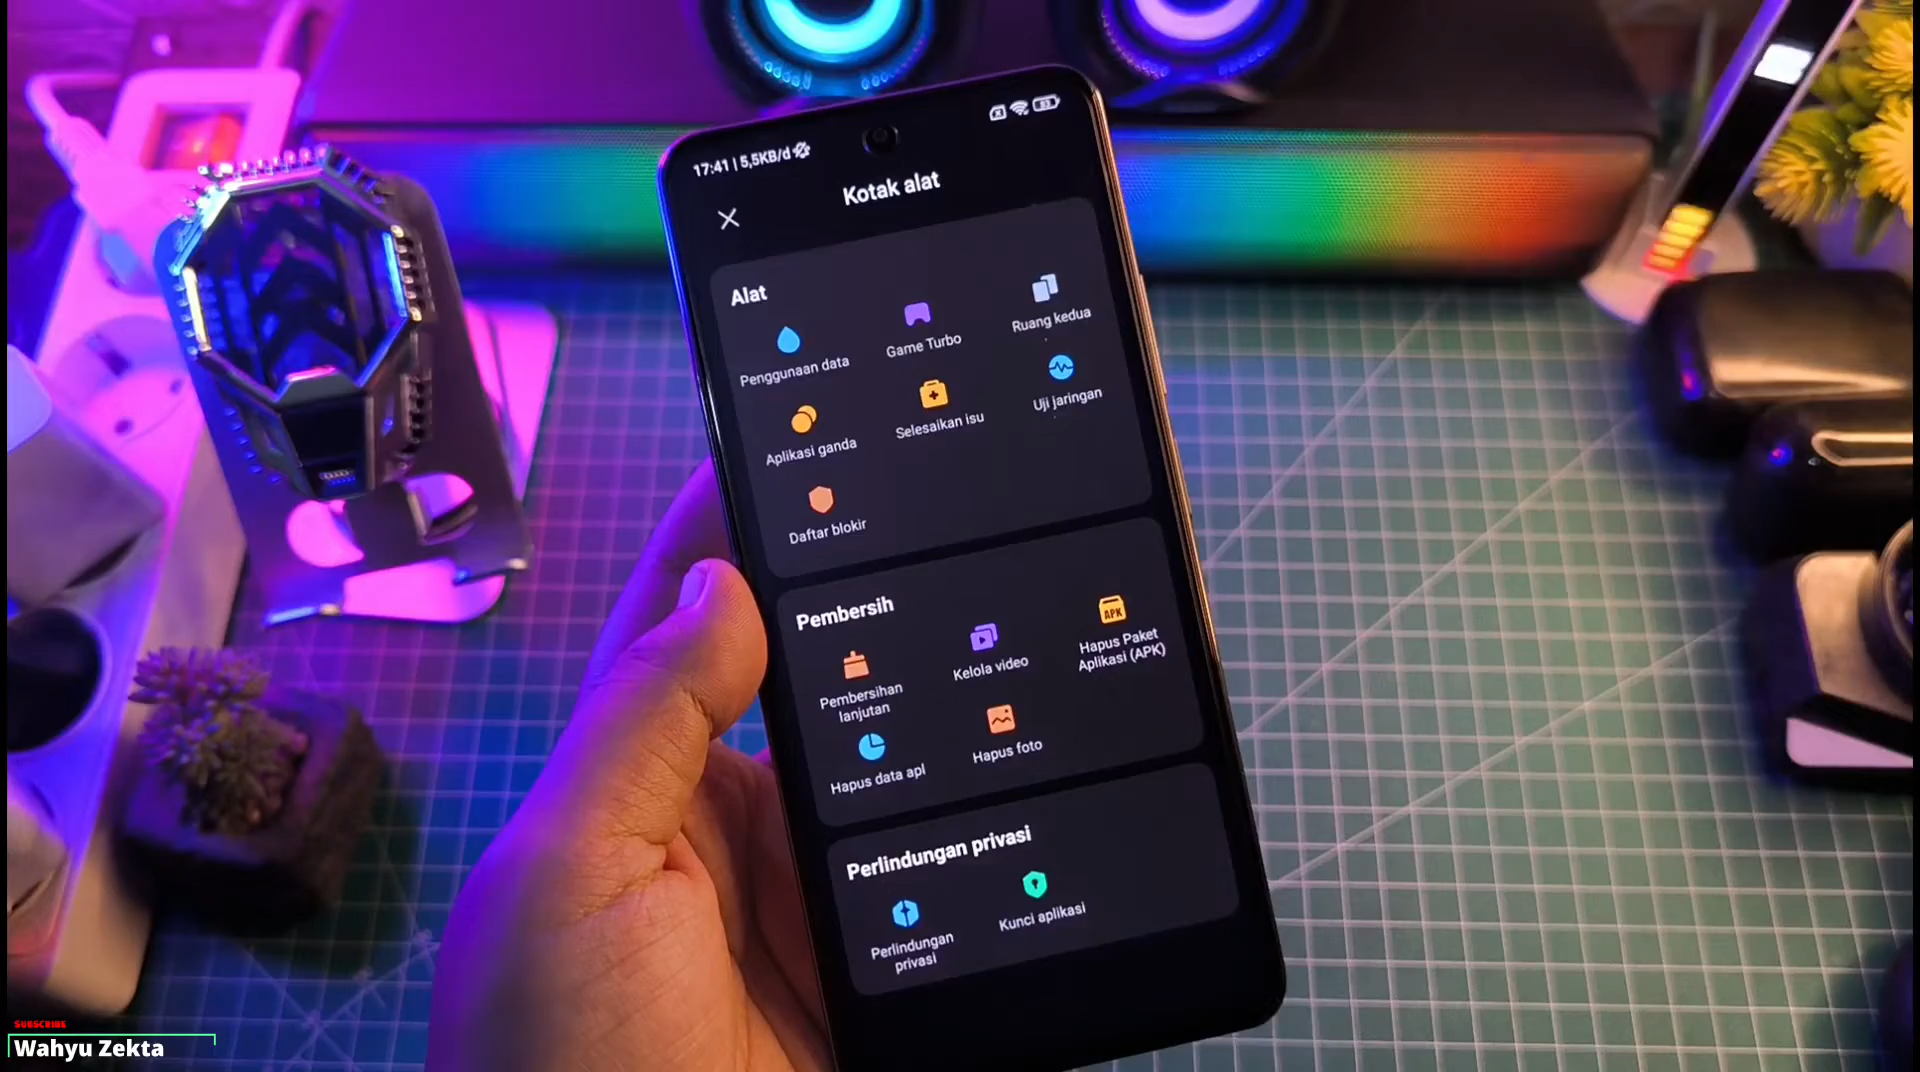 17:41 | 5,5KB/d
83
Kotak alat
Alat
Penggunaan data
Game Turbo
Ruang kedua
Aplikasi ganda
Selesaikan isu
Uji jaringan
Daftar blokir
Pembersih
Pembersihan
lanjutan
Kelola video
APK
Hapus Paket
Aplikasi (APK)
Hapus data apl
Hapus foto
Perlindungan privasi
Perlindungan
privasi
Kunci aplikasi
SUBSCRIBE
Wahyu Zekta